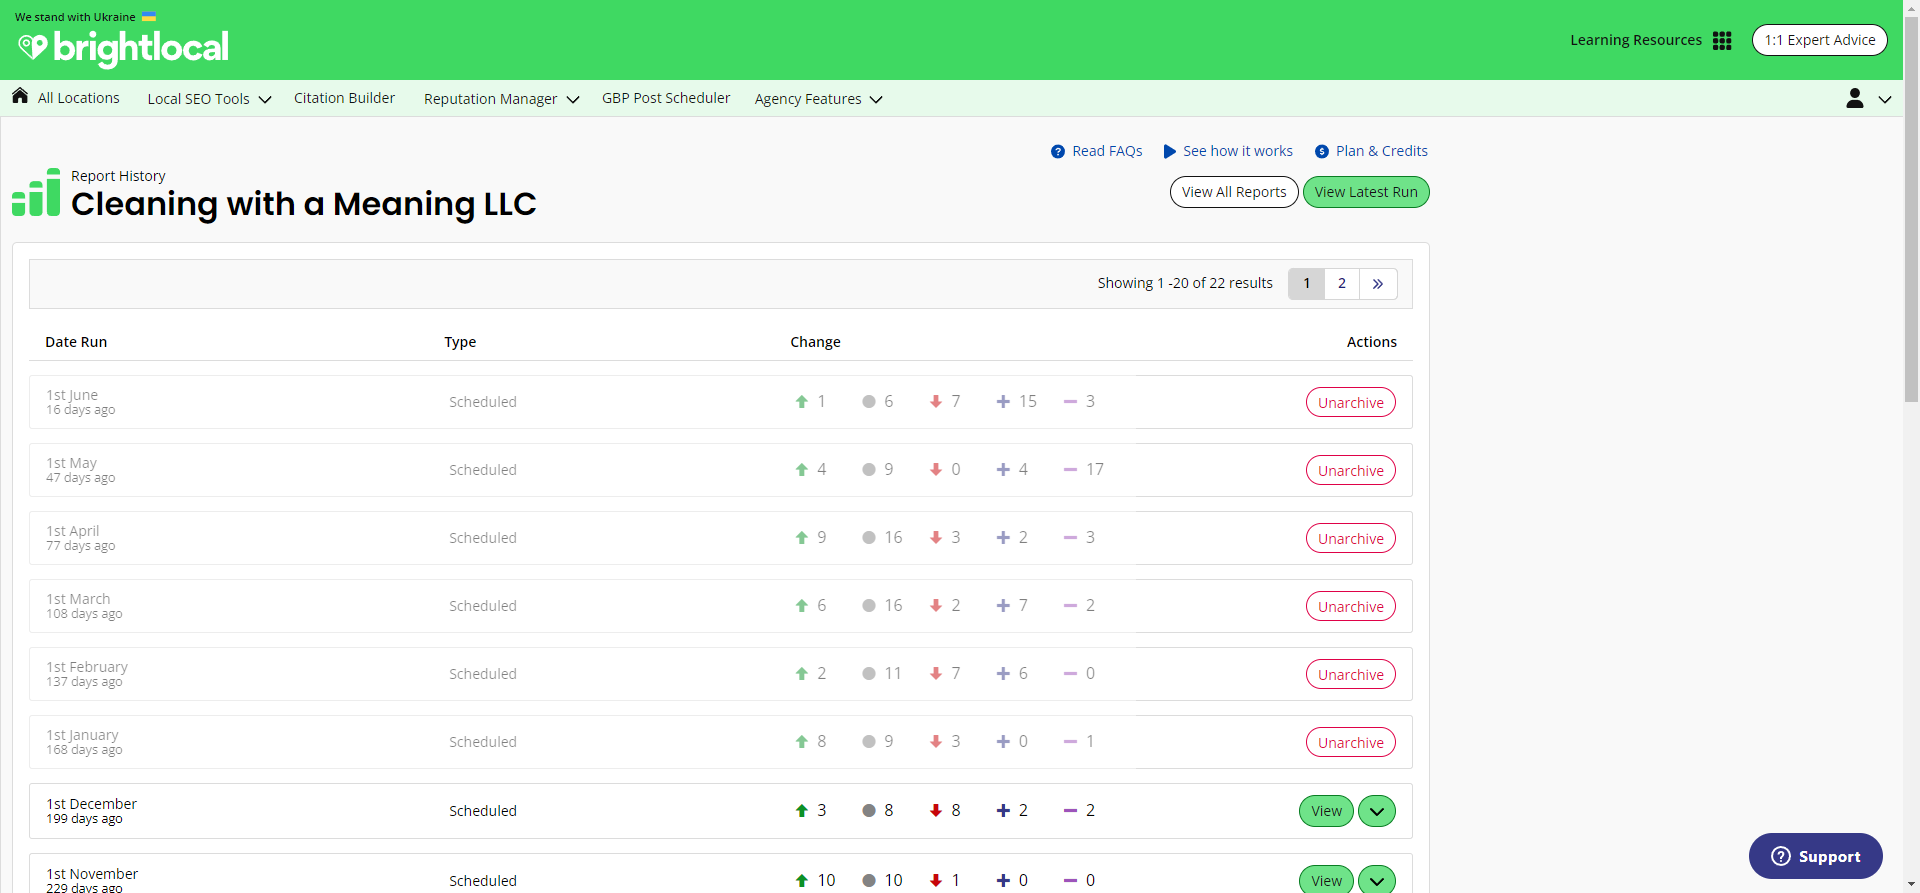 We stand with Ukraine
brightlocal
Learning Resources
1:1 Expert Advice
All Locations Local SEO Tools Citation Builder Reputation Manager GBP Post Scheduler Agency Features
Read FAQs See how it works Plan & Credits
Report History
Cleaning with a Meaning LLC
View All Reports View Latest Run
Showing 1 -20 of 22 results 1 2 »
Date Run Type Change Actions
1st June
16 days ago
Scheduled 1 6 7 15 3 Unarchive
1st May
47 days ago
Scheduled 4 9 0 4 17 Unarchive
1st April
77 days ago
Scheduled 9 16 3 2 3 Unarchive
1st March
108 days ago
Scheduled 6 16 2 7 2 Unarchive
1st February
137 days ago
Scheduled 2 11 7 6 0 Unarchive
1st January
168 days ago
Scheduled 8 9 3 0 1 Unarchive
1st December
199 days ago
Scheduled 3 8 8 2 2 View
1st November
229 days ago
Scheduled 10 10 1 0 0 View
Support